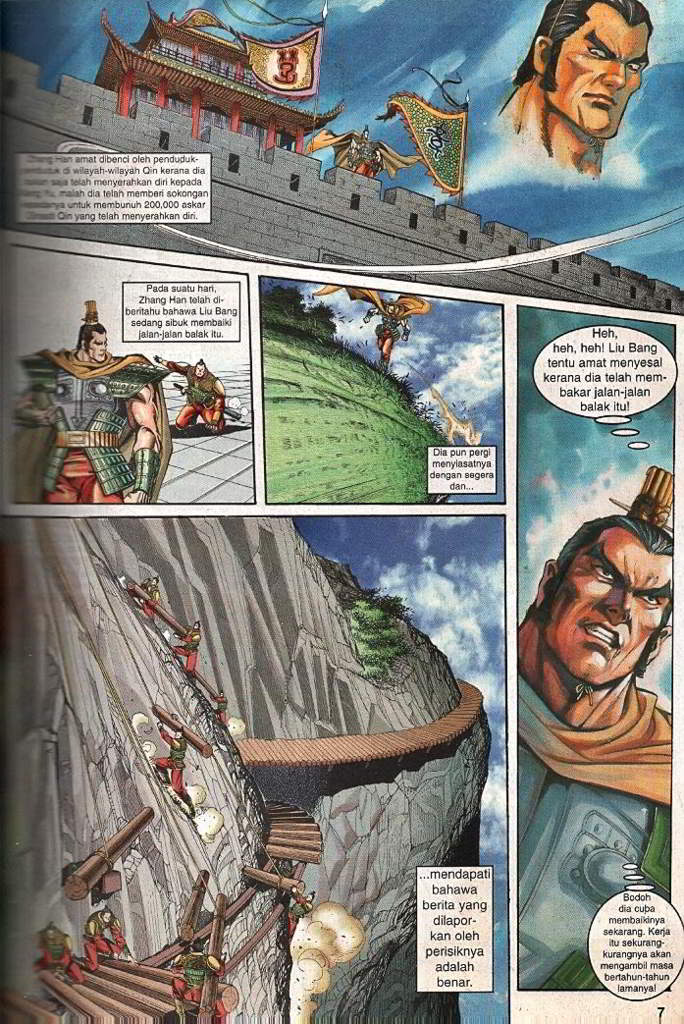 Zhang Han amat dibenci oleh penduduk-
di wilayah-wilayah Qin kerana dia
saja telah menyerahkan diri kepada
Yu, malah dia telah memberi sokongan
untuk membunuh 200,000 askar
Qin yang telah menyerahkan diri.
Pada suatu hari,
Zhang Han telah di-
beritahu bahawa Liu Bang
sedang sibuk membaiki
jalan-jalan balak itu.
Dia pun pergi
menyiasatnya
dengan segera
dan...
Heh,
heh, heh! Liu Bang
tentu amat menyesal
kerana dia telah mem-
bakar jalan-jalan
balak itu!
...mendapati
bahawa
berita yang
dilapor-
kan oleh
perisiknya
adalah
benar.
Bodoh
dia cuba
membaikinya
sekarang. Kerja
itu sekurang-
kurangnya akan
mengambil masa
bertahun-tahun
lamanya!
7